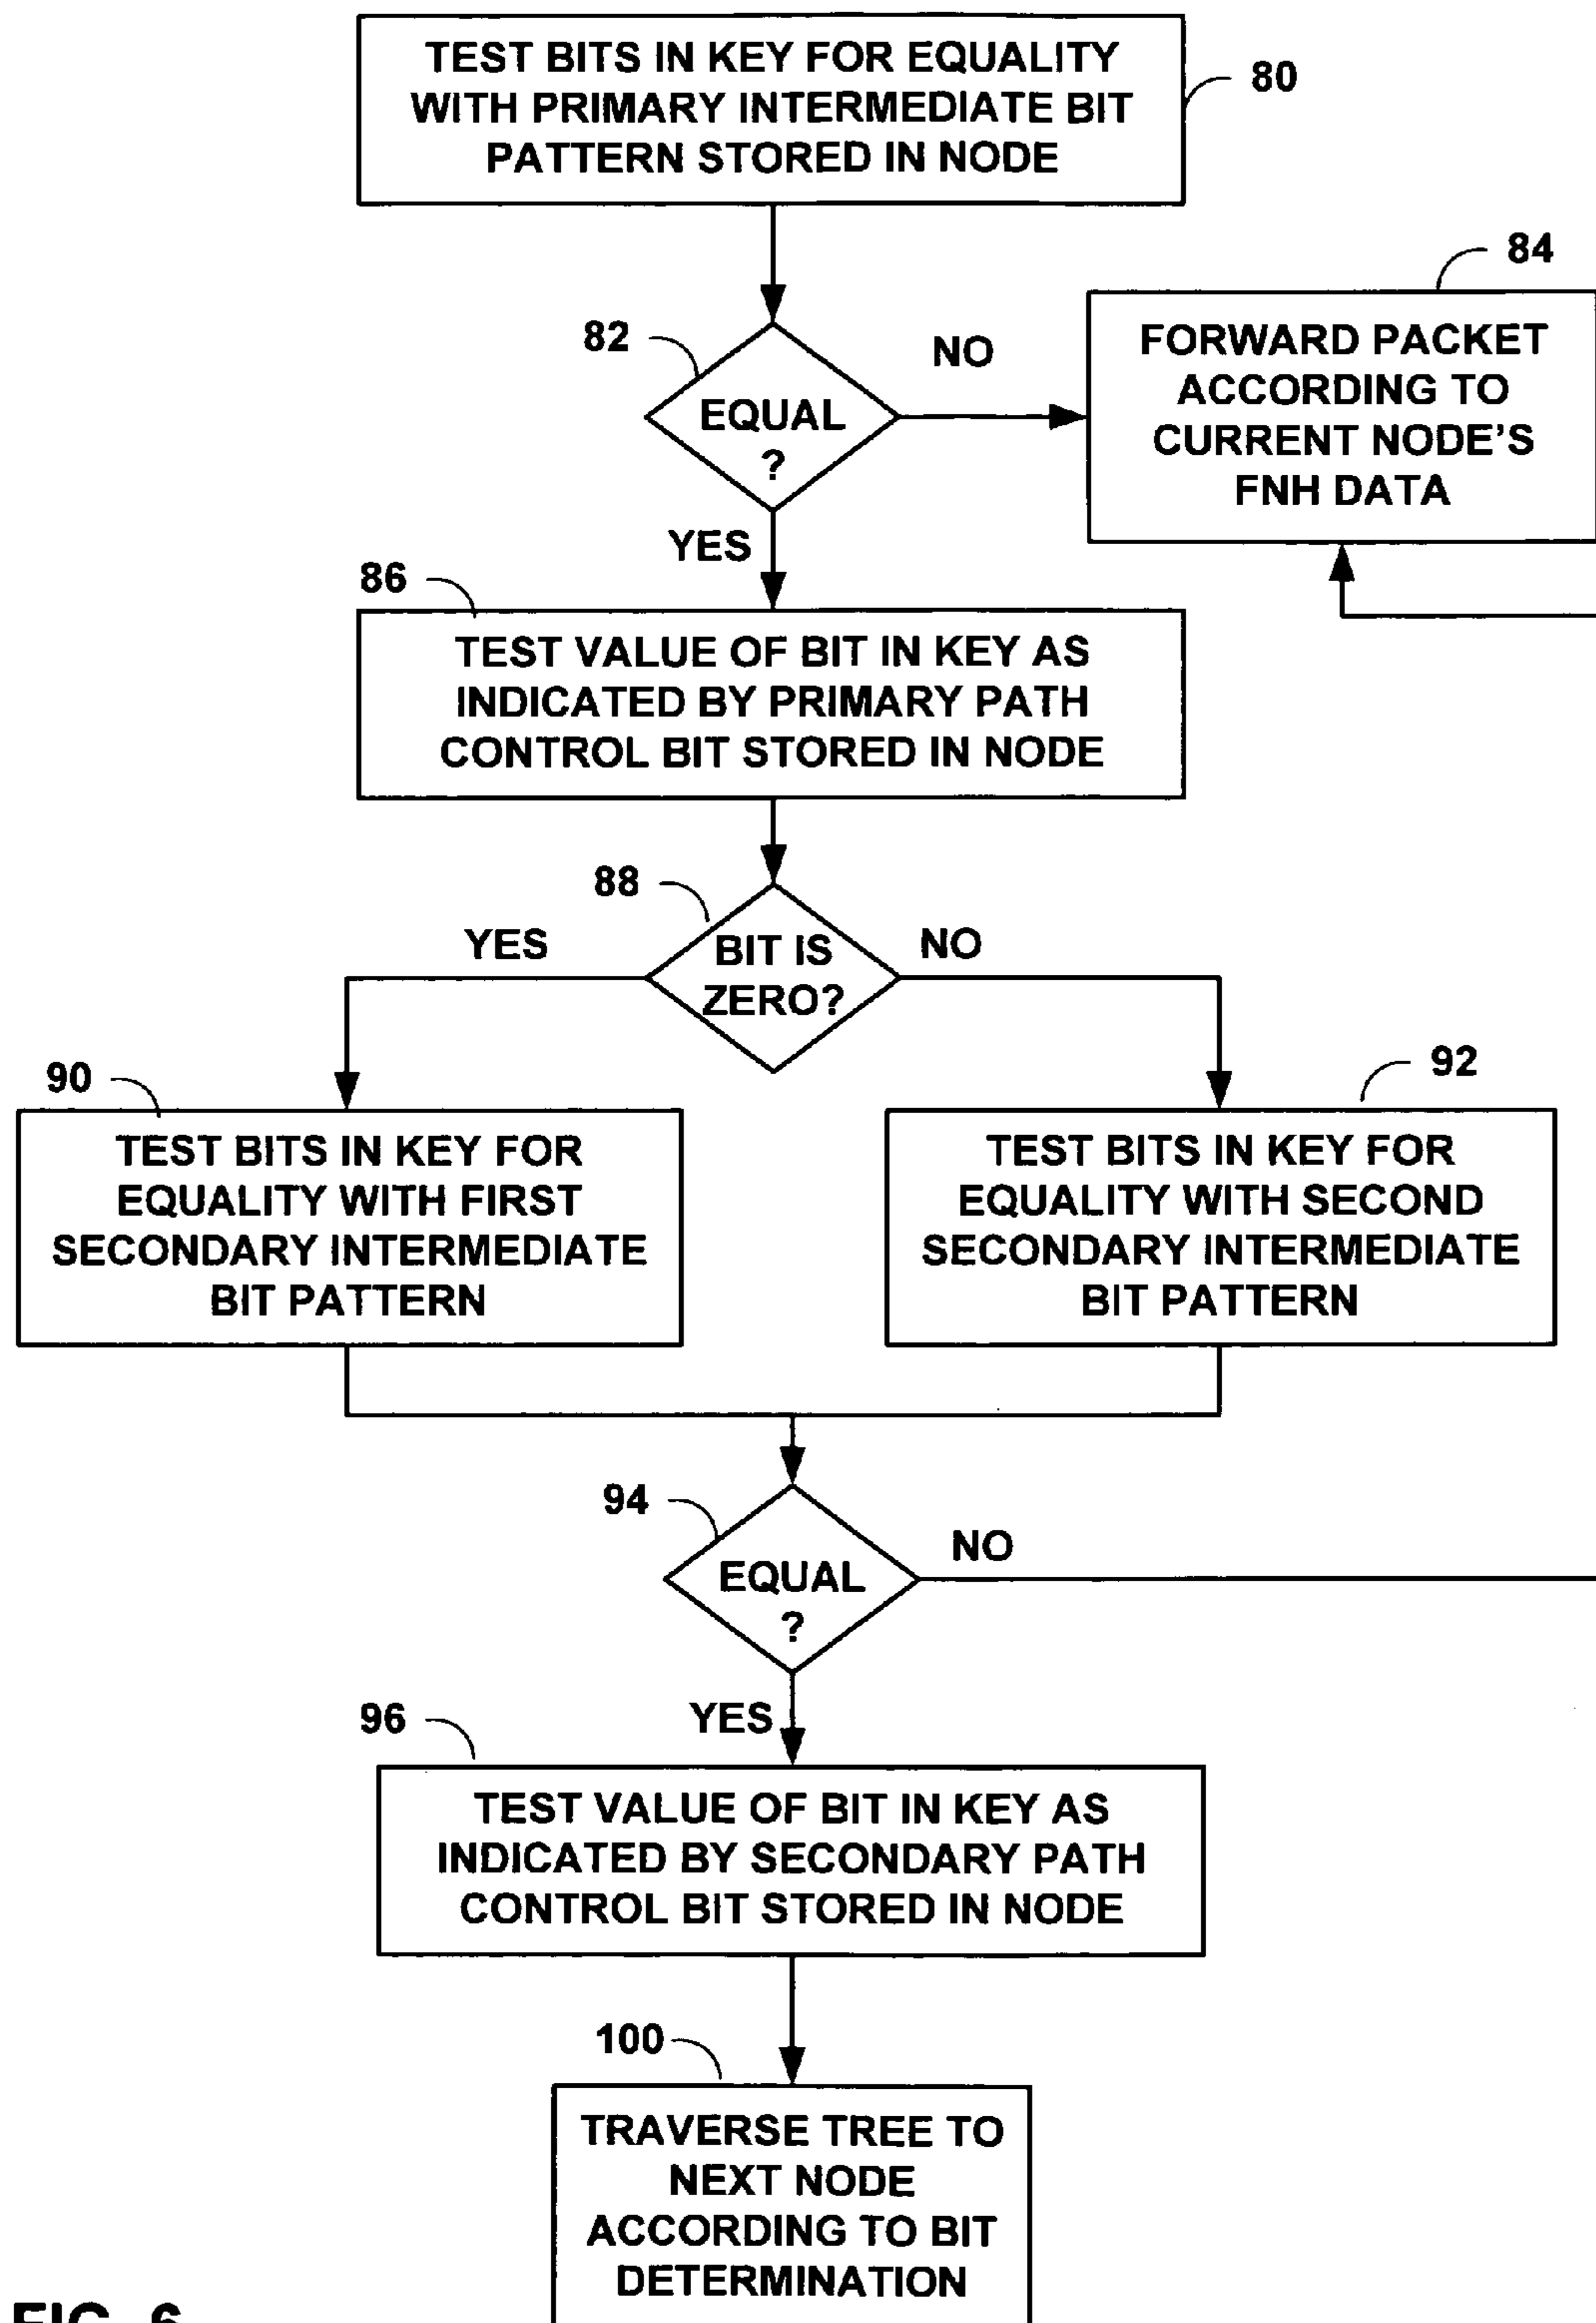 TEST BITS IN KEY FOR EQUALITY
WITH PRIMARY INTERMEDIATE BIT
PATTERN STORED IN NODE
80
82
EQUAL
?
NO
84
FORWARD PACKET
ACCORDING TO
CURRENT NODE'S
FNH DATA
YES
86
TEST VALUE OF BIT IN KEY AS
INDICATED BY PRIMARY PATH
CONTROL BIT STORED IN NODE
88
YES
BIT IS
ZERO?
NO
90
TEST BITS IN KEY FOR
EQUALITY WITH FIRST
SECONDARY INTERMEDIATE
BIT PATTERN
92
TEST BITS IN KEY FOR
EQUALITY WITH SECOND
SECONDARY INTERMEDIATE
BIT PATTERN
94
EQUAL
?
NO
YES
96
TEST VALUE OF BIT IN KEY AS
INDICATED BY SECONDARY PATH
CONTROL BIT STORED IN NODE
100
TRAVERSE TREE TO
NEXT NODE
ACCORDING TO BIT
DETERMINATION
FIG. 6